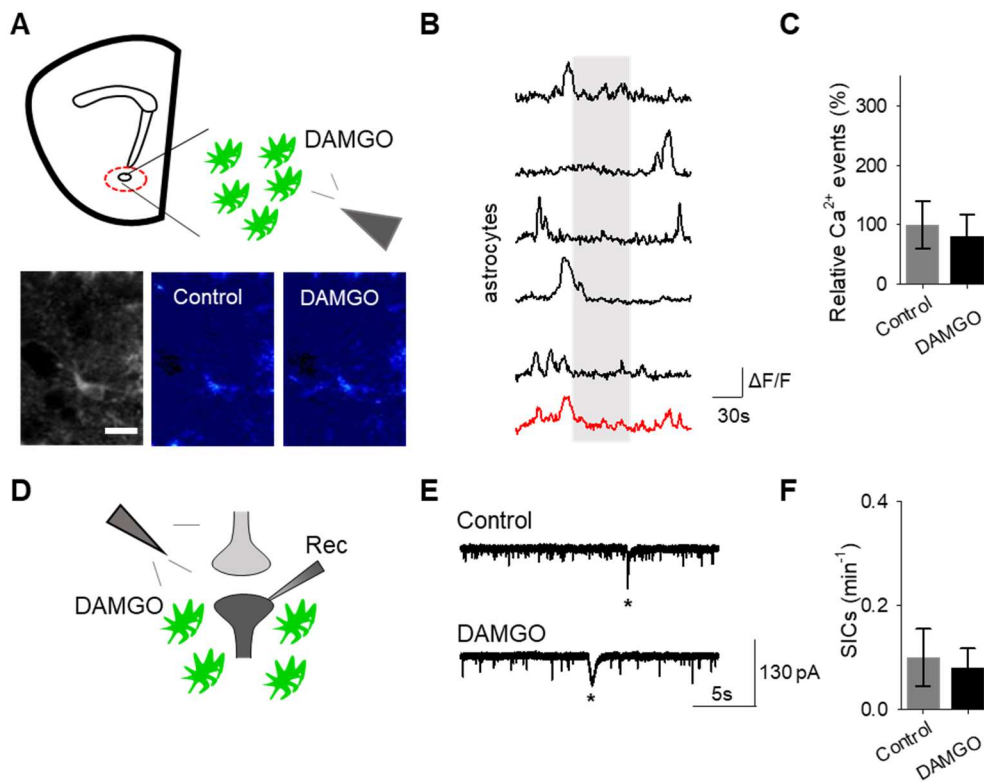 A
DAMGO
Control
DAMGO
B
astrocytes
ΔF/F
30s
C
Relative Ca²⁺ events (%)
300
200
100
0
Control
DAMGO
D
Rec
DAMGO
E
Control
*
DAMGO
*
130 pA
5s
F
SICs (min⁻¹)
0.4
0.2
0.0
Control
DAMGO